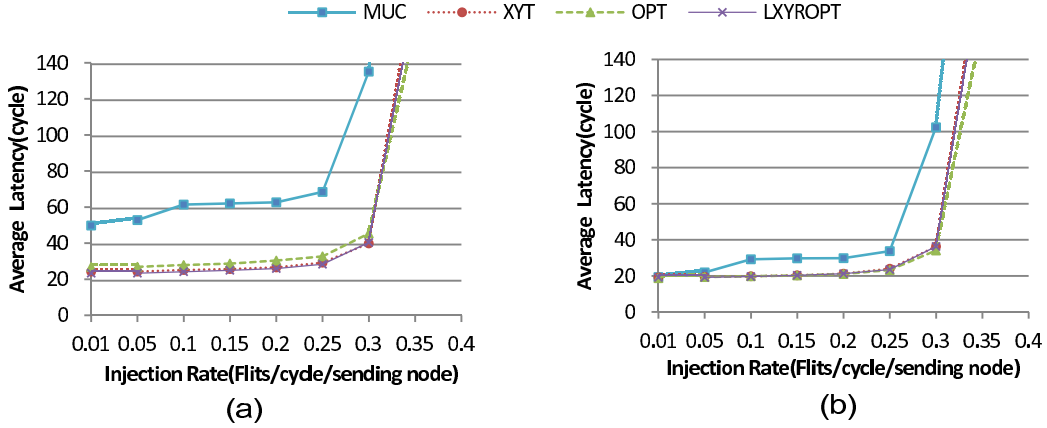 MUC XYT OPT LXYROPT
140
120
100
80
60
40
20
0
Average Latency(cycle)
0.01 0.05 0.1 0.15 0.2 0.25 0.3 0.35 0.4
Injection Rate(Flits/cycle/sending node)
(a)
140
120
100
80
60
40
20
0
Average Latency(cycle)
0.01 0.05 0.1 0.15 0.2 0.25 0.3 0.35 0.4
Injection Rate(Flits/cycle/sending node)
(b)